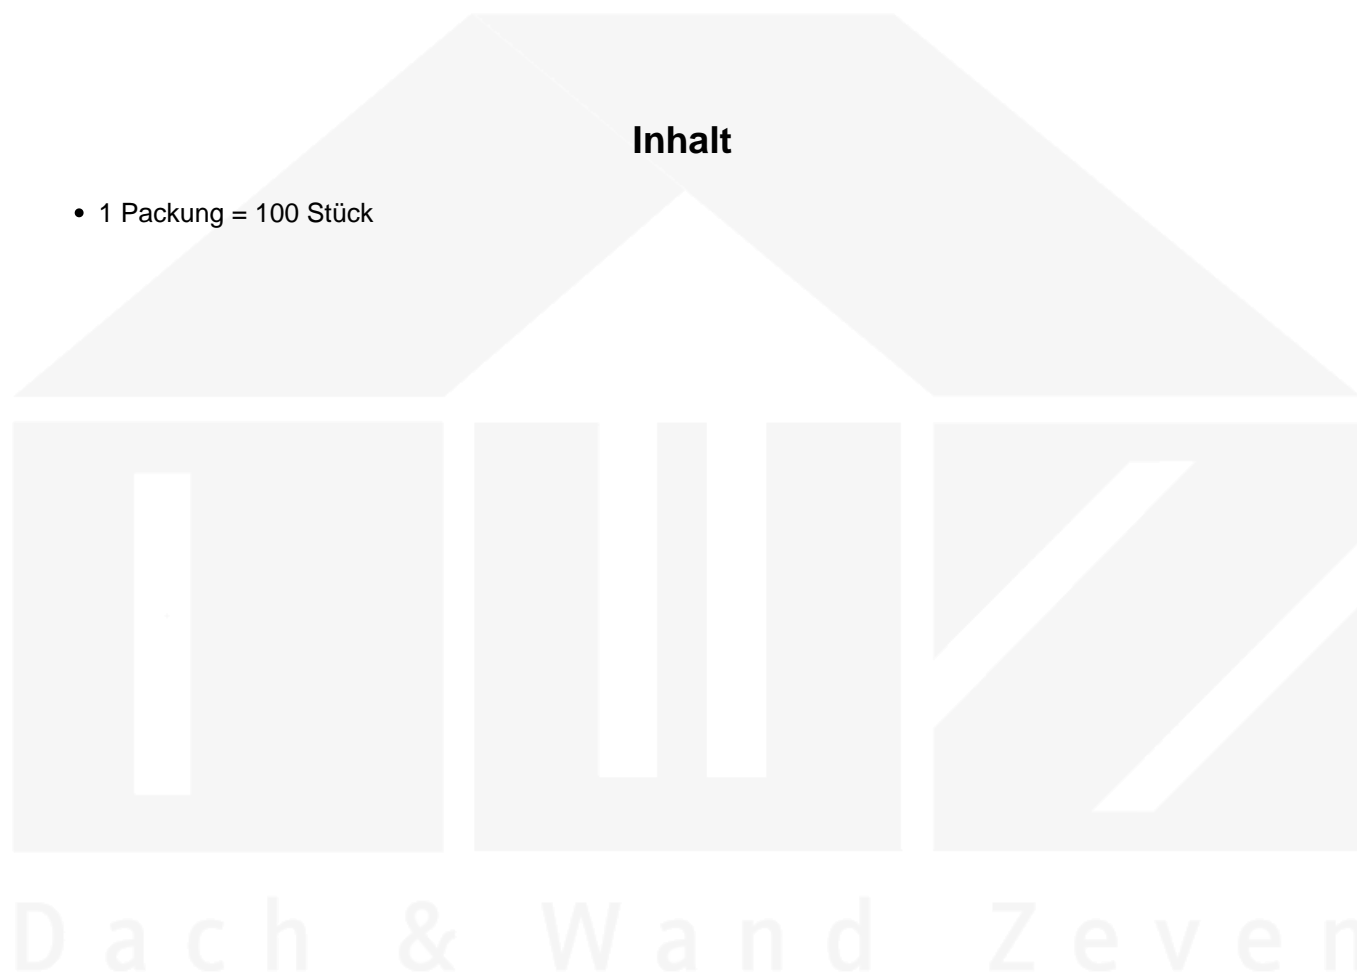 Inhalt
• 1 Packung = 100 Stück
Dach & Wand Zeven